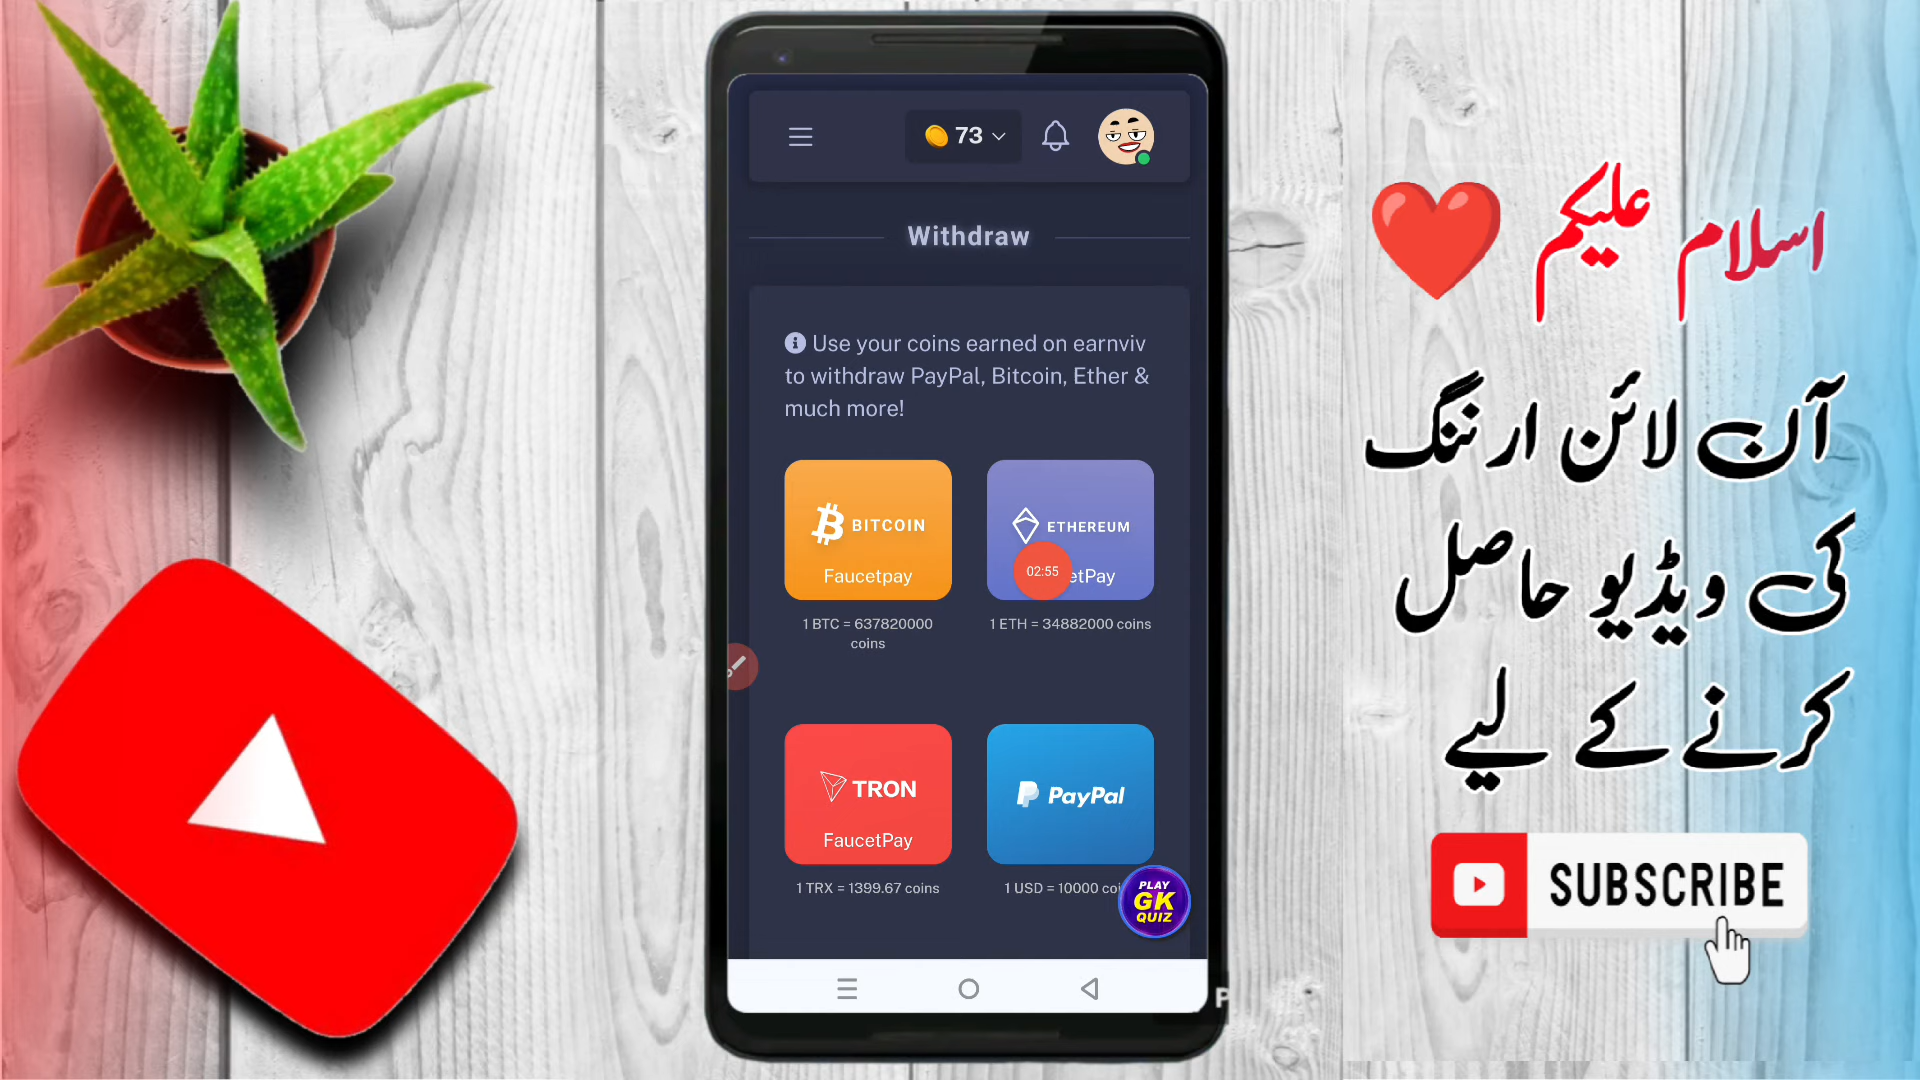 73
Withdraw
Use your coins earned on earnviv
to withdraw PayPal, Bitcoin, Ether &
much more!
BITCOIN
Faucetpay
ETHEREUM
02:55
etPay
1 BTC = 637820000
coins
1 ETH = 34882000 coins
TRON
FaucetPay
PayPal
1 TRX = 1399.67 coins
1 USD = 10000 coi
PLAY
GK
QUIZ
P
اسلام علیکم
آن لائن ارننگ
کی ویڈیو حاصل
کرنے کے لیے
SUBSCRIBE